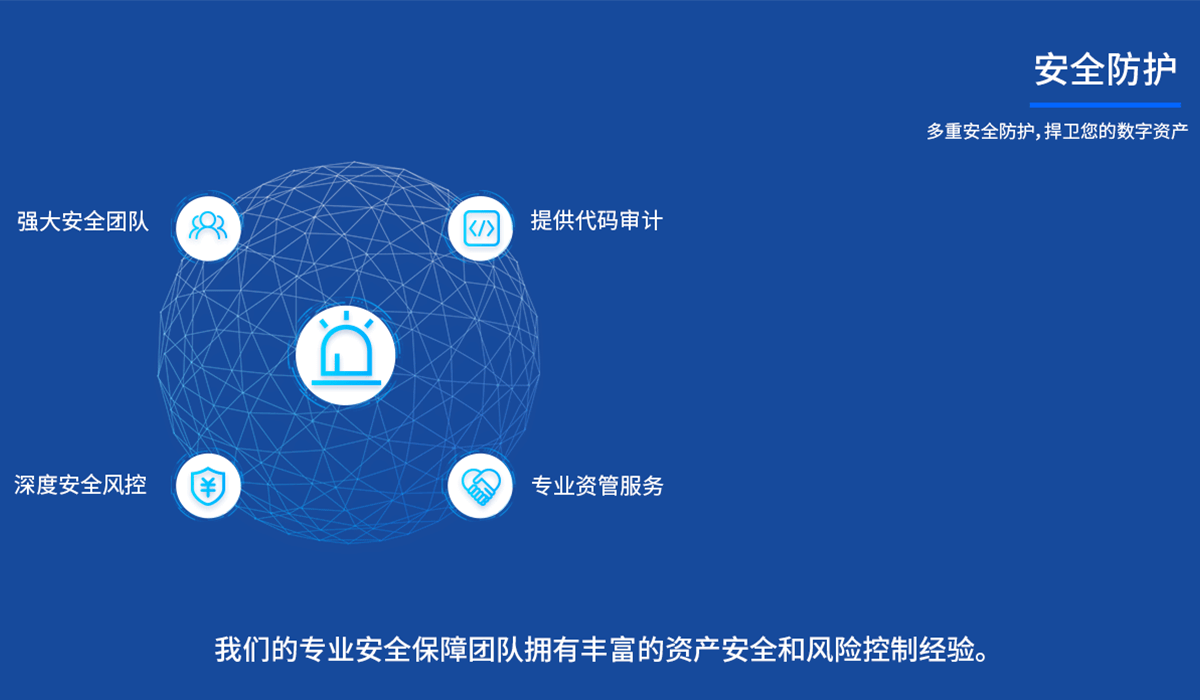 安全防护
多重安全防护，捍卫您的数字资产
强大安全团队
提供代码审计
深度安全风控
专业资管服务
我们的专业安全保障团队拥有丰富的资产安全和风险控制经验。